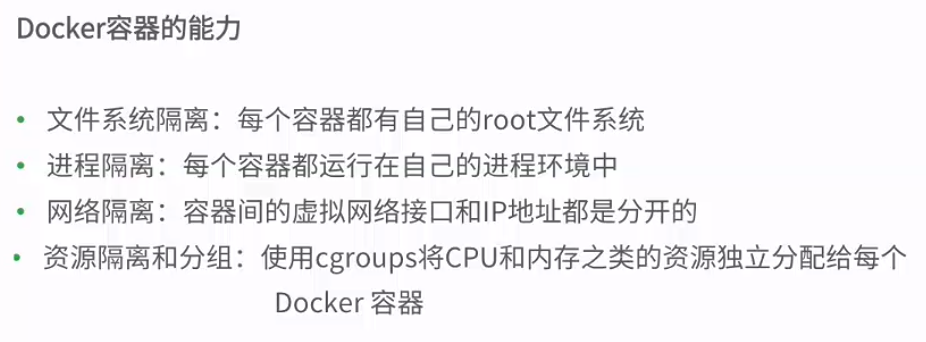 Docker容器的能力
• 文件系统隔离：每个容器都有自己的root文件系统
• 进程隔离：每个容器都运行在自己的进程环境中
• 网络隔离：容器间的虚拟网络接口和IP地址都是分开的
• 资源隔离和分组：使用cgroups将CPU和内存之类的资源独立分配给每个
Docker 容器